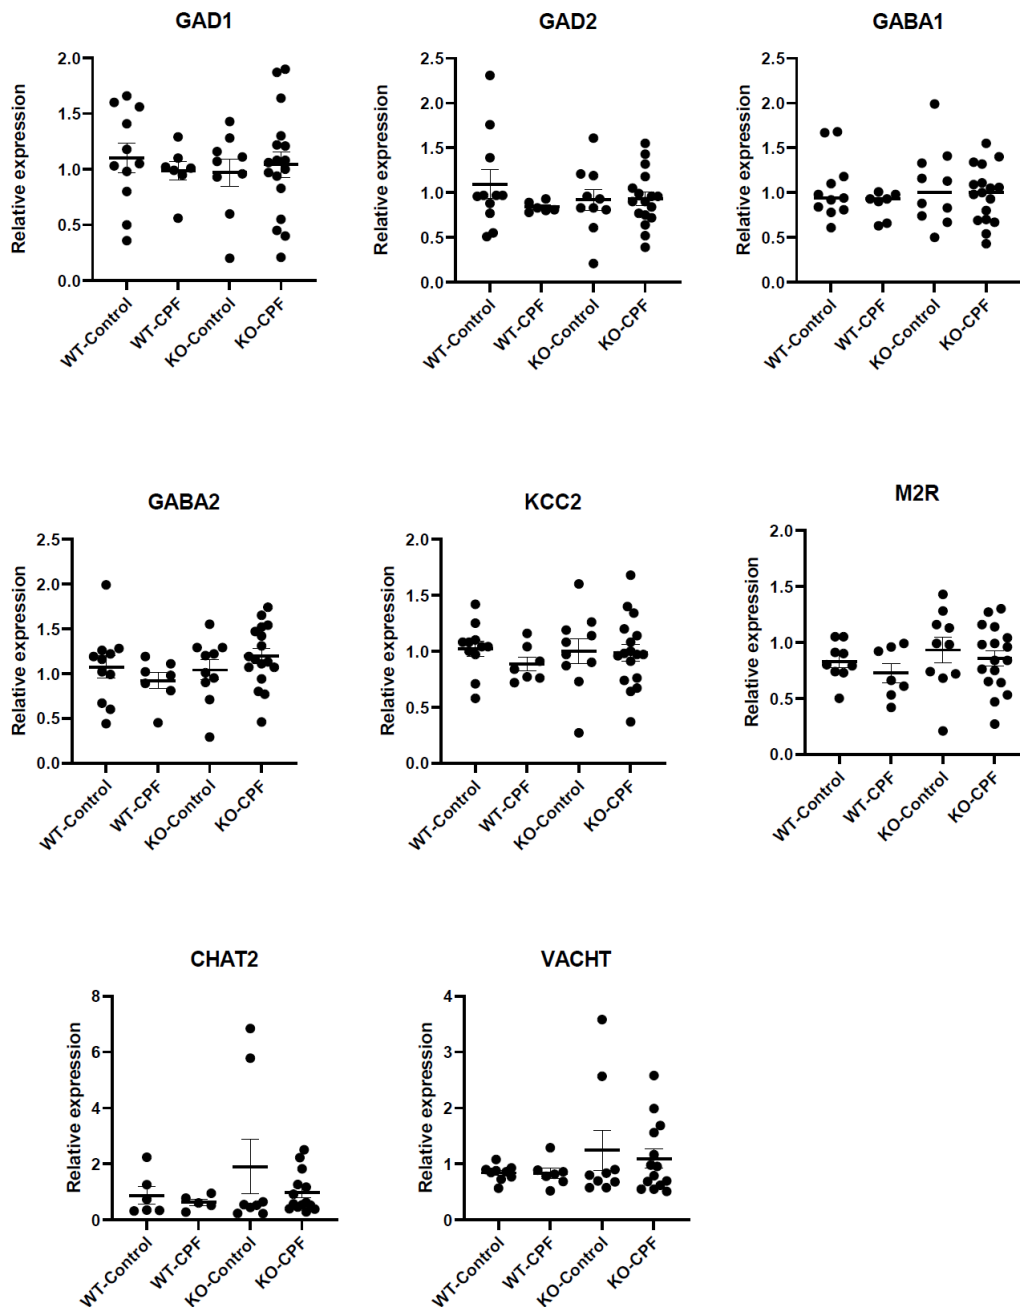 GAD1
Relative expression
2.0
1.5
1.0
0.5
0.0
WT-Control
WT-CPF
KO-Control
KO-CPF
GAD2
Relative expression
2.5
2.0
1.5
1.0
0.5
0.0
WT-Control
WT-CPF
KO-Control
KO-CPF
GABA1
Relative expression
2.5
2.0
1.5
1.0
0.5
0.0
WT-Control
WT-CPF
KO-Control
KO-CPF
GABA2
Relative expression
2.5
2.0
1.5
1.0
0.5
0.0
WT-Control
WT-CPF
KO-Control
KO-CPF
KCC2
Relative expression
2.0
1.5
1.0
0.5
0.0
WT-Control
WT-CPF
KO-Control
KO-CPF
M2R
Relative expression
2.0
1.5
1.0
0.5
0.0
WT-Control
WT-CPF
KO-Control
KO-CPF
CHAT2
Relative expression
8
6
4
2
0
WT-Control
WT-CPF
KO-Control
KO-CPF
VACHT
Relative expression
4
3
2
1
0
WT-Control
WT-CPF
KO-Control
KO-CPF